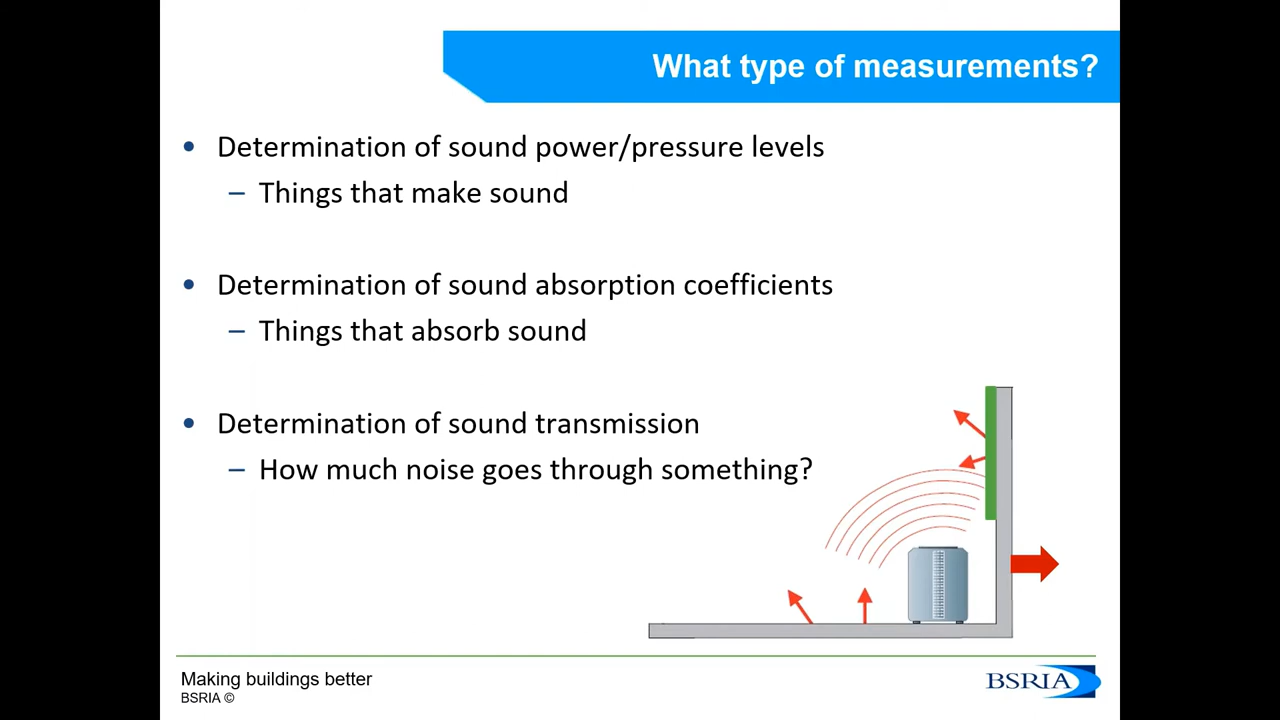 What type of measurements?
• Determination of sound power/pressure levels
– Things that make sound
• Determination of sound absorption coefficients
– Things that absorb sound
• Determination of sound transmission
– How much noise goes through something?
Making buildings better
BSRIA ©
BSRIA